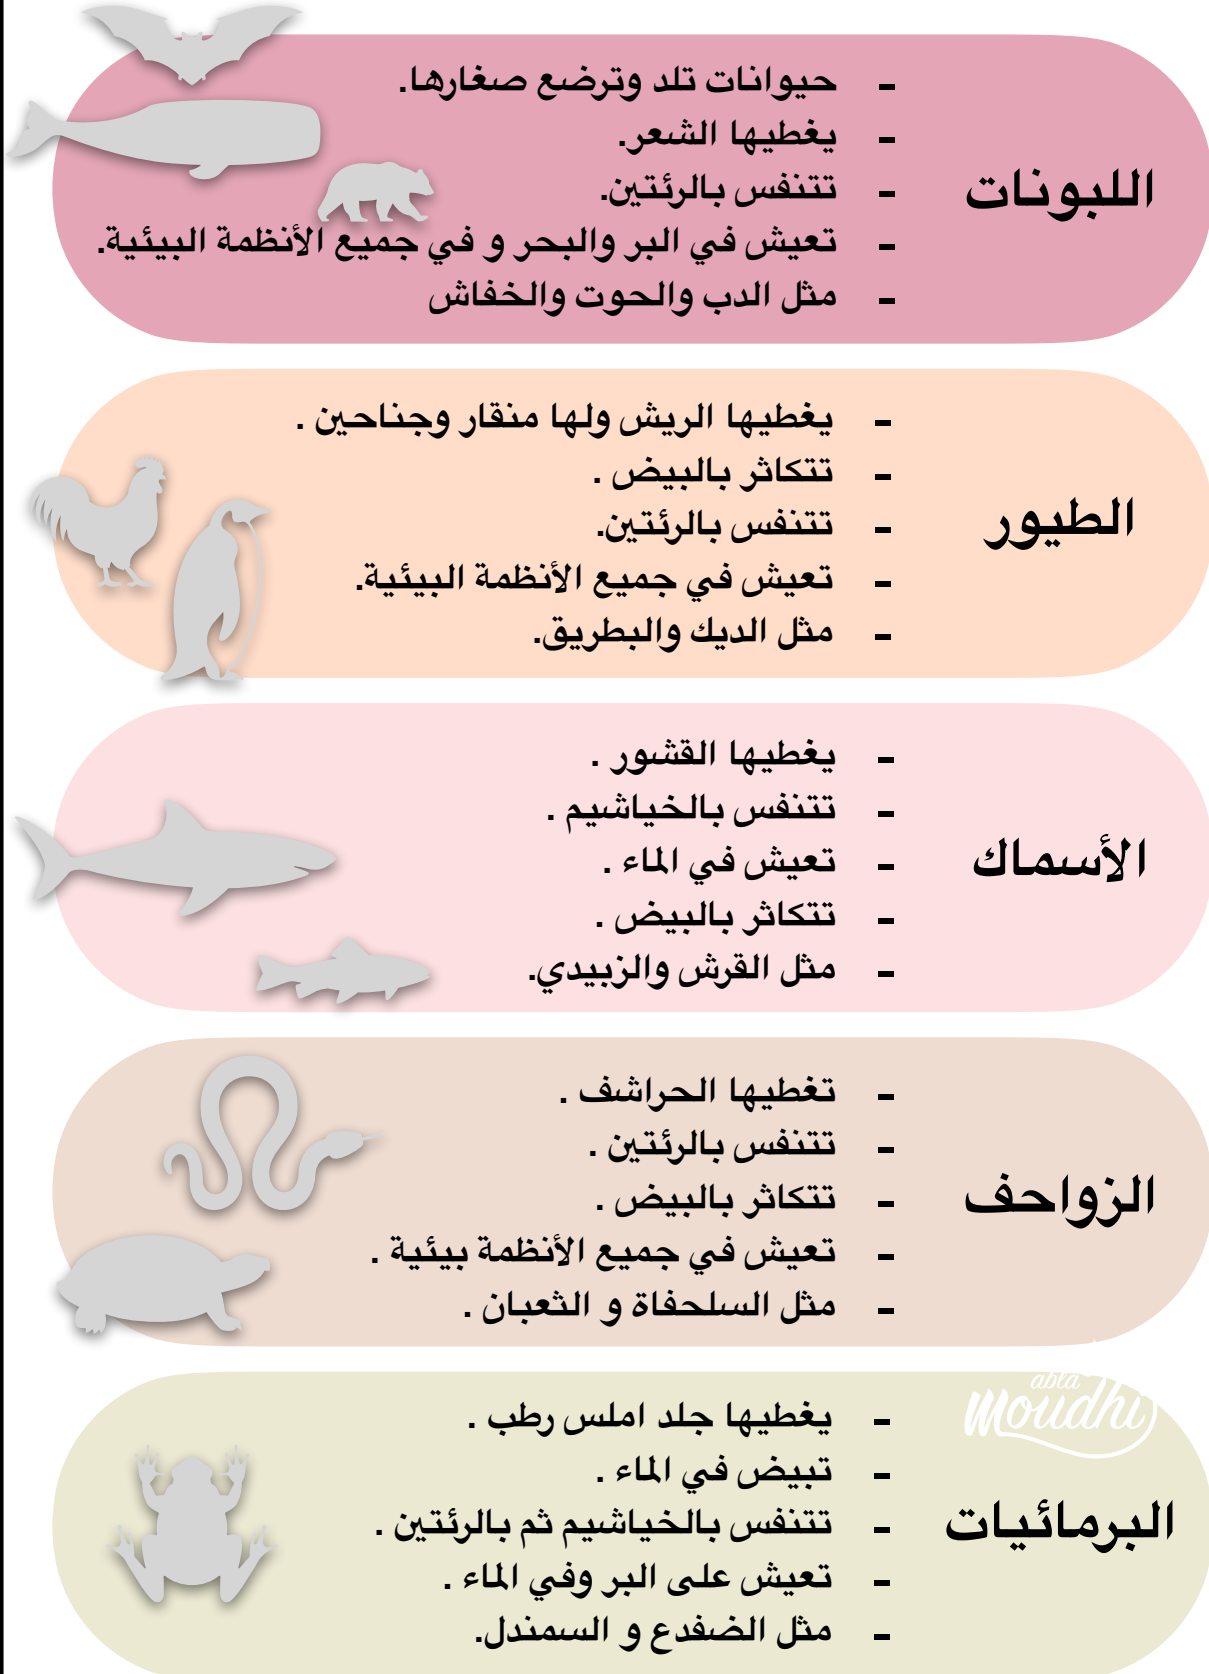 اللبونات
- حيوانات تلد وترضع صغارها.
- يغطيها الشعر.
- تتنفس بالرئتين.
- تعيش في البر والبحر و في جميع الأنظمة البيئية.
- مثل الدب والحوت والخفاش
الطيور
- يغطيها الريش ولها منقار وجناحين .
- تتكاثر بالبيض .
- تتنفس بالرئتين.
- تعيش في جميع الأنظمة البيئية.
- مثل الديك والبطريق.
الأسماك
- يغطيها القشور .
- تتنفس بالخياشيم .
- تعيش في الماء .
- تتكاثر بالبيض .
- مثل القرش والزبيدي.
الزواحف
- تغطيها الحراشف .
- تتنفس بالرئتين .
- تتكاثر بالبيض .
- تعيش في جميع الأنظمة بيئية .
- مثل السلحفاة و الثعبان .
abla
Moudhi
البرمائيات
- يغطيها جلد املس رطب .
- تبيض في الماء .
- تتنفس بالخياشيم ثم بالرئتين .
- تعيش على البر وفي الماء .
- مثل الضفدع و السمندل.